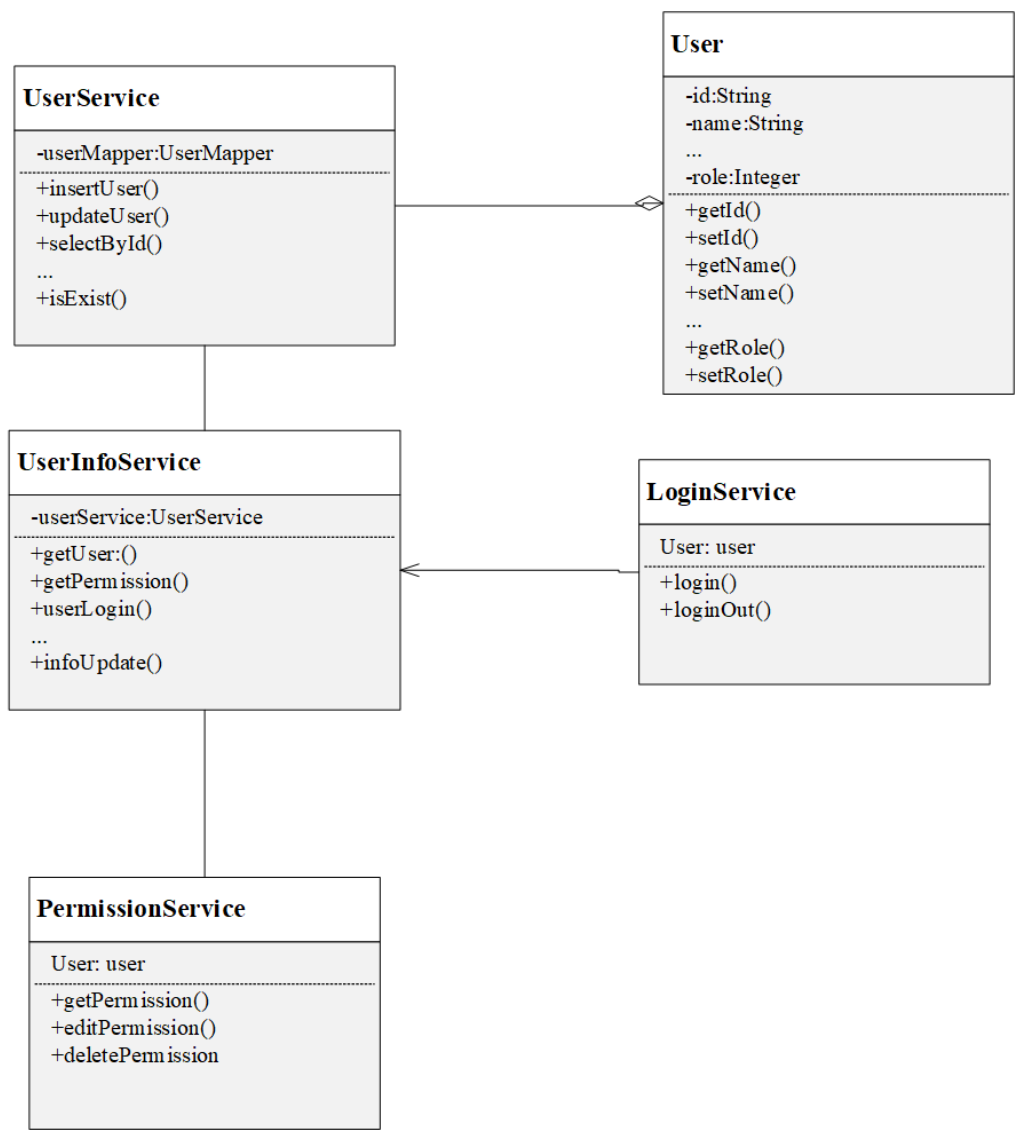 UserService
-userMapper:UserMapper
+insertUser()
+updateUser()
+selectById()
...
+isExist()
User
-id:String
-name:String
...
-role:Integer
+getId()
+setId()
+getName()
+setName()
...
+getRole()
+setRole()
UserInfoService
-userService:UserService
+getUser:()
+getPermission()
+userLogin()
...
+infoUpdate()
LoginService
User: user
+login()
+loginOut()
PermissionService
User: user
+getPermission()
+editPermission()
+deletePermission